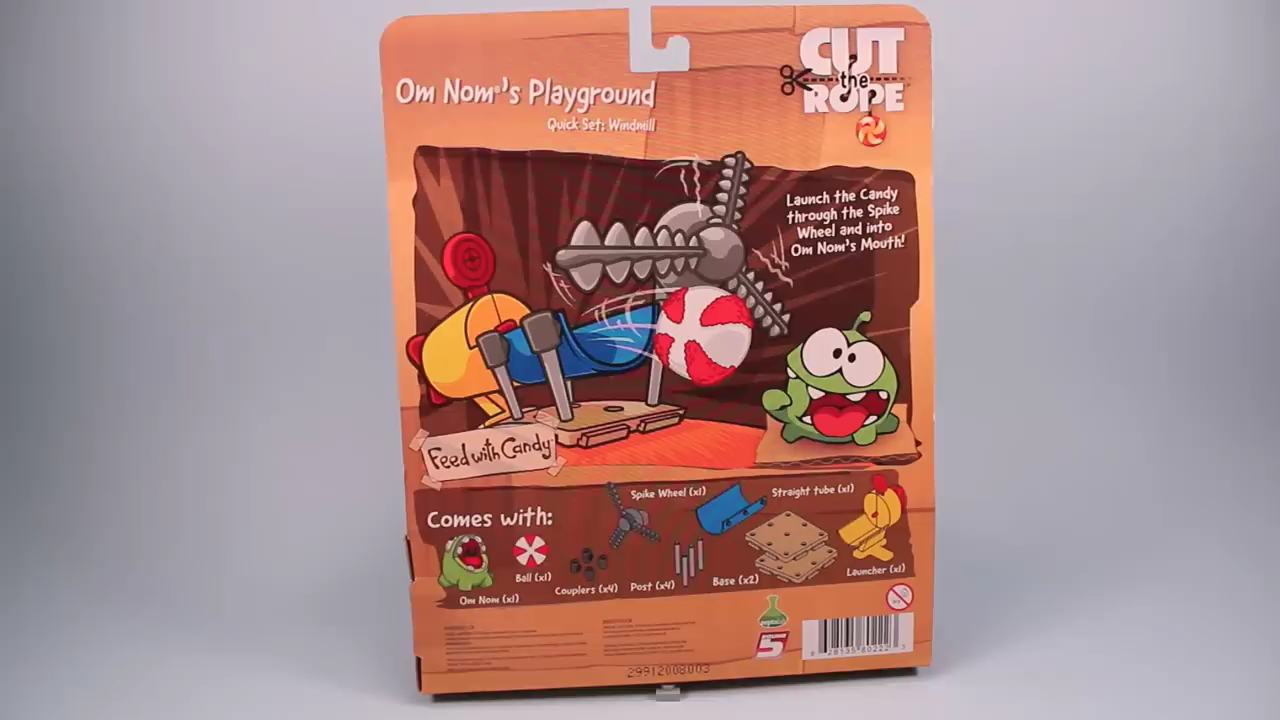 CUT
the
ROPE
Om Nom's Playground
Quick Set: Windmill
Launch the Candy
through the Spike
Wheel and into
Om Nom's Mouth!
Feed with Candy
Comes with:
Spike Wheel (x1)
Straight tube (x1)
Om Nom (x1)
Ball (x1)
Couplers (x4)
Post (x4)
Base (x2)
Launcher (x1)
ROUND
5
29912008003